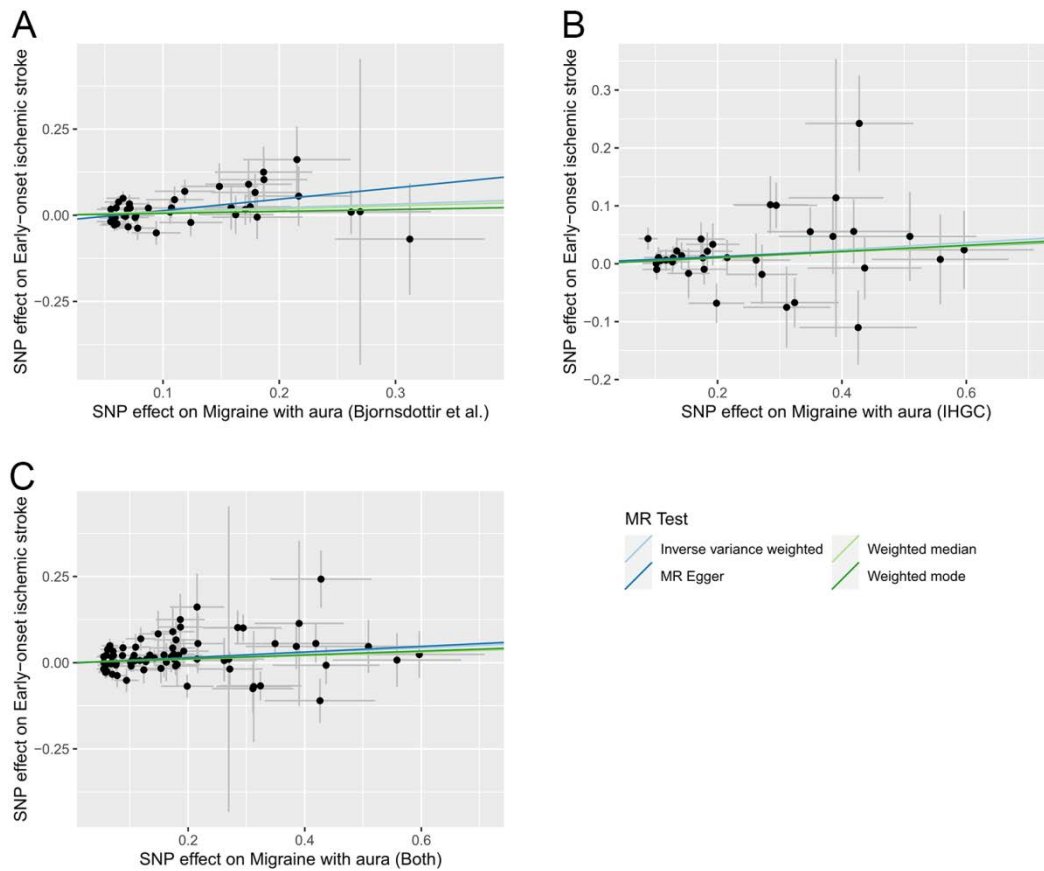 A
SNP effect on Early-onset ischemic stroke
0.25
0.00
−0.25
0.1
0.2
0.3
SNP effect on Migraine with aura (Bjornsdottir et al.)
B
SNP effect on Early-onset ischemic stroke
0.3
0.2
0.1
0.0
−0.1
−0.2
0.2
0.4
0.6
SNP effect on Migraine with aura (IHGC)
C
SNP effect on Early-onset ischemic stroke
0.25
0.00
−0.25
0.2
0.4
0.6
SNP effect on Migraine with aura (Both)
MR Test
Inverse variance weighted
Weighted median
MR Egger
Weighted mode